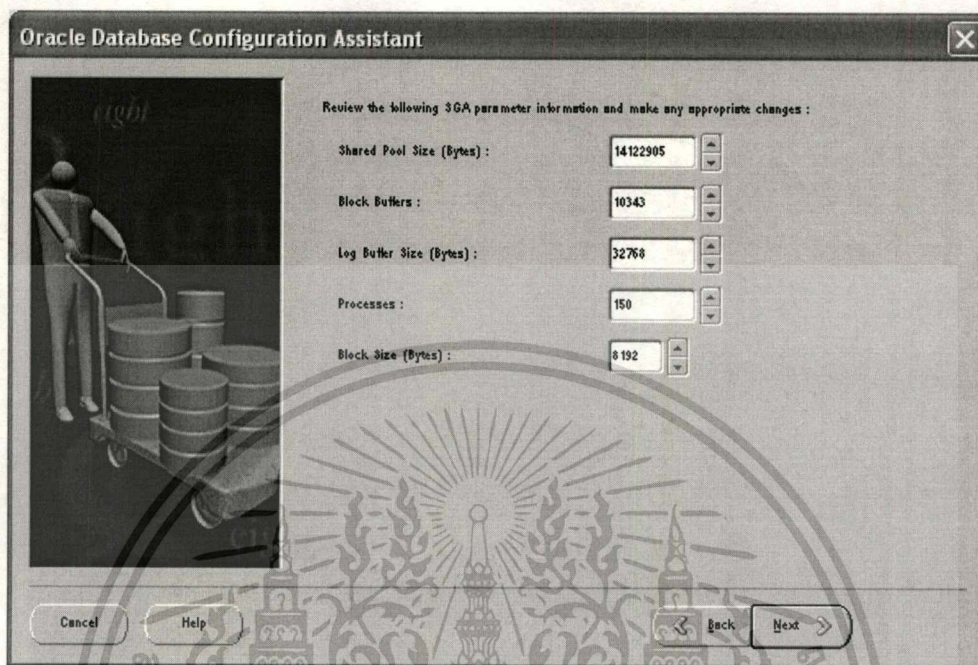 Oracle Database Configuration Assistant
eight
Review the following SGA parameter information and make any appropriate changes :
Shared Pool Size (Bytes) : 14122905
Block Buffers : 10343
Log Buffer Size (Bytes) : 32768
Processes : 150
Block Size (Bytes) : 8192
Cancel
Help
Back
Next